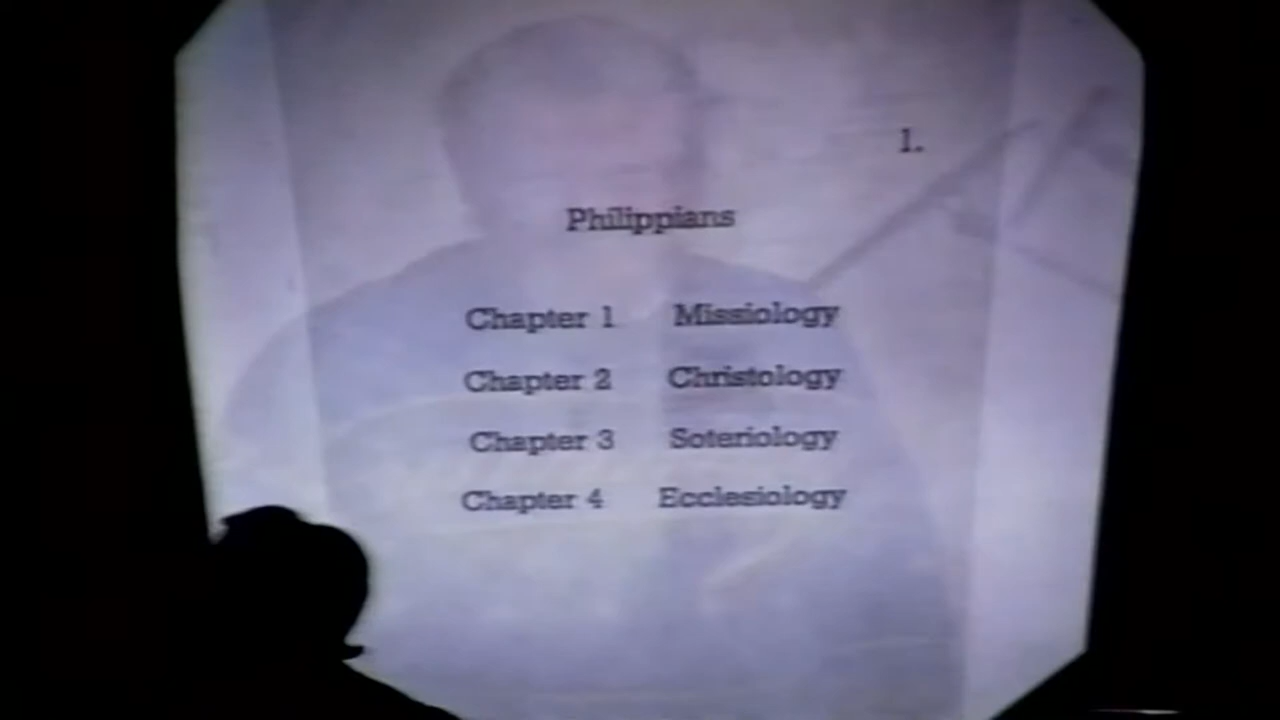 1.
Philippians
Chapter 1 Missiology
Chapter 2 Christology
Chapter 3 Soteriology
Chapter 4 Ecclesiology